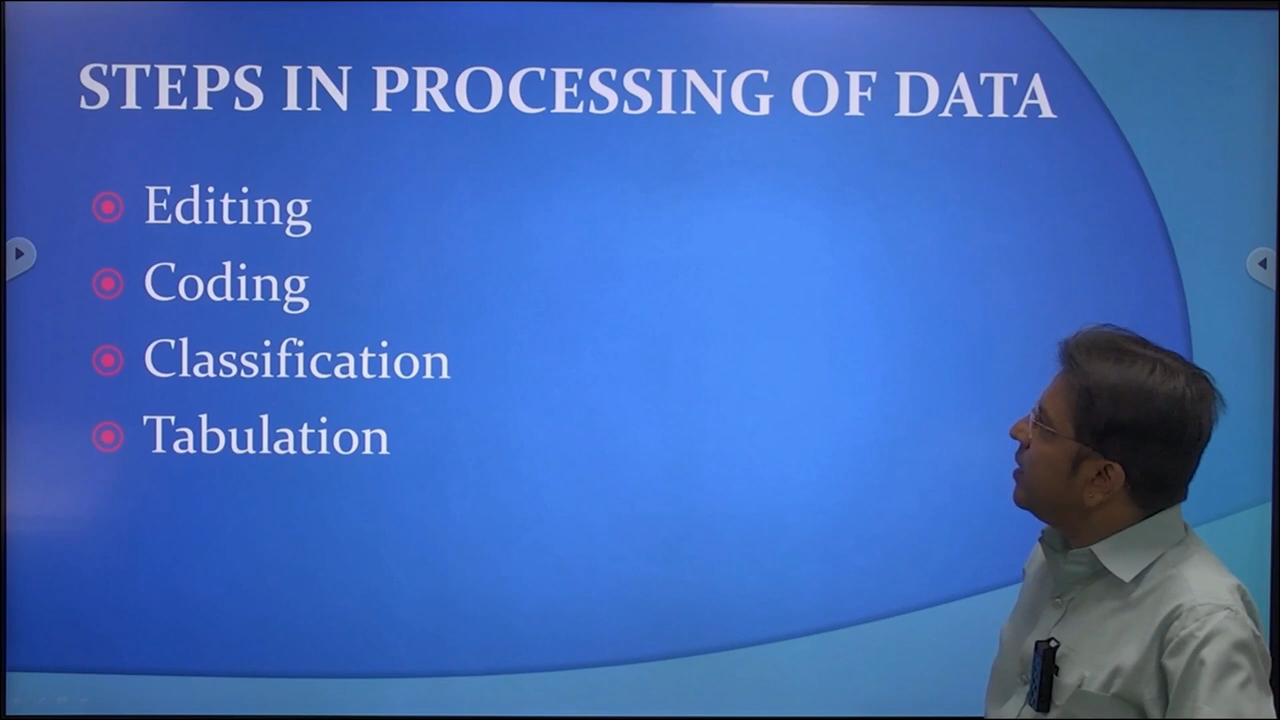 STEPS IN PROCESSING OF DATA
Editing
Coding
Classification
Tabulation